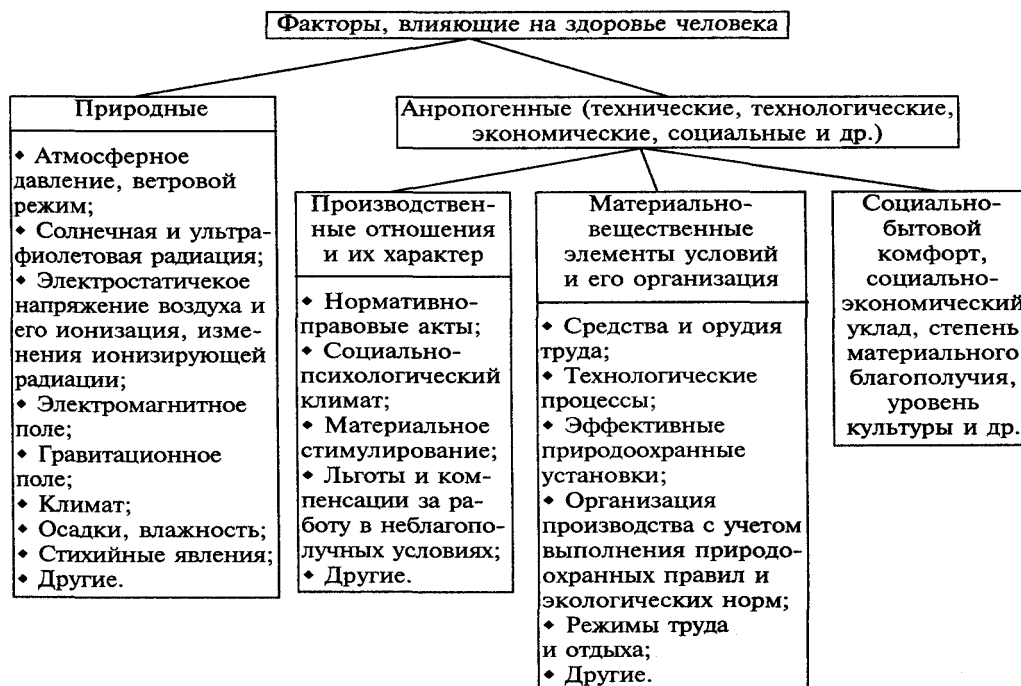 Факторы, влияющие на здоровье человека
Природные
◆ Атмосферное
давление, ветровой
режим;
◆ Солнечная и ультра-
фиолетовая радиация;
◆ Электростатичекое
напряжение воздуха и
его ионизация, изме-
нения ионизирующей
радиации;
◆ Электромагнитное
поле;
◆ Гравитационное
поле;
◆ Климат;
◆ Осадки, влажность;
◆ Стихийные явления;
◆ Другие.
Анропогенные (технические, технологические,
экономические, социальные и др.)
Производствен-
ные отношения
и их характер
◆ Нормативно-
правовые акты;
◆ Социально-
психологический
климат;
◆ Материальное
стимулирование;
◆ Льготы и ком-
пенсации за ра-
боту в неблагопо-
лучных условиях;
◆ Другие.
Материально-
вещественные
элементы условий
и его организация
◆ Средства и орудия
труда;
◆ Технологические
процессы;
◆ Эффективные
природоохранные
установки;
◆ Организация
производства с учетом
выполнения природо-
охранных правил и
экологических норм;
◆ Режимы труда
и отдыха;
◆ Другие.
Социально-
бытовой
комфорт,
социально-
экономический
уклад, степень
материального
благополучия,
уровень
культуры и др.